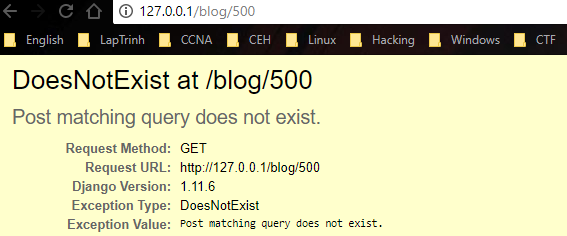 127.0.0.1/blog/500
English LapTrinh CCNA CEH Linux Hacking Windows CTF
DoesNotExist at /blog/500
Post matching query does not exist.
Request Method: GET
Request URL: http://127.0.0.1/blog/500
Django Version: 1.11.6
Exception Type: DoesNotExist
Exception Value: Post matching query does not exist.